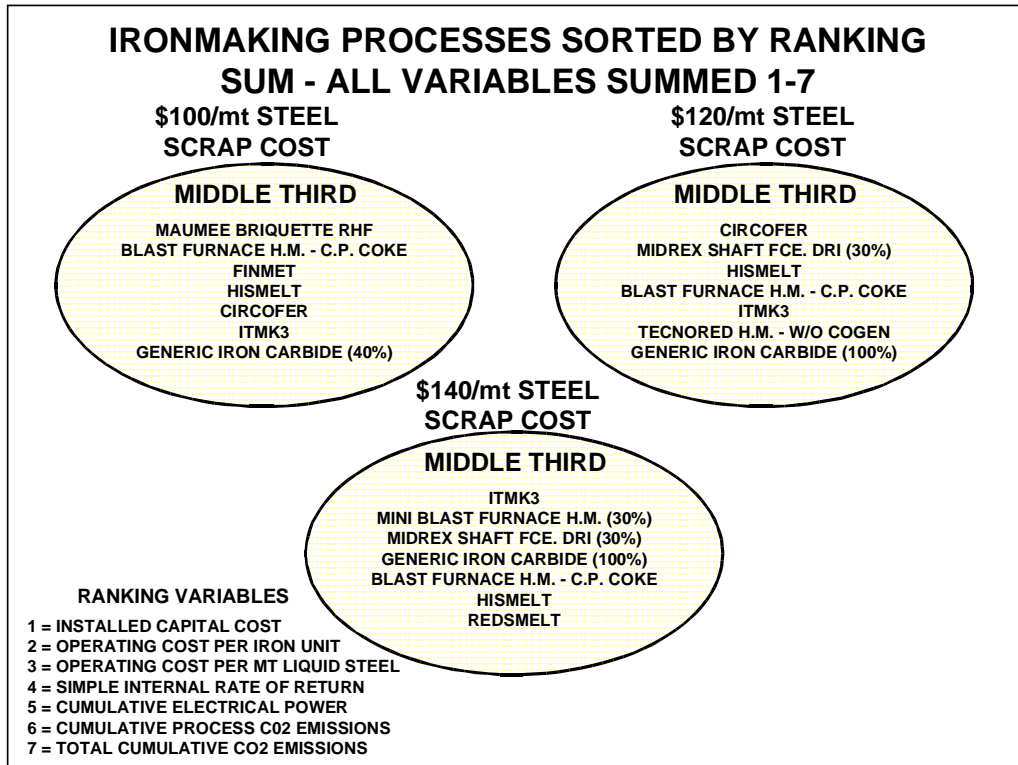 IRONMAKING PROCESSES SORTED BY RANKING
SUM - ALL VARIABLES SUMMED 1-7
$100/mt STEEL
SCRAP COST
MIDDLE THIRD
MAUMEE BRIQUETTE RHF
BLAST FURNACE H.M. - C.P. COKE
FINMET
HISMELT
CIRCOFER
ITMK3
GENERIC IRON CARBIDE (40%)
$120/mt STEEL
SCRAP COST
MIDDLE THIRD
CIRCOFER
MIDREX SHAFT FCE. DRI (30%)
HISMELT
BLAST FURNACE H.M. - C.P. COKE
ITMK3
TECNORED H.M. - W/O COGEN
GENERIC IRON CARBIDE (100%)
$140/mt STEEL
SCRAP COST
MIDDLE THIRD
ITMK3
MINI BLAST FURNACE H.M. (30%)
MIDREX SHAFT FCE. DRI (30%)
GENERIC IRON CARBIDE (100%)
BLAST FURNACE H.M. - C.P. COKE
HISMELT
REDSMELT
RANKING VARIABLES
1 = INSTALLED CAPITAL COST
2 = OPERATING COST PER IRON UNIT
3 = OPERATING COST PER MT LIQUID STEEL
4 = SIMPLE INTERNAL RATE OF RETURN
5 = CUMULATIVE ELECTRICAL POWER
6 = CUMULATIVE PROCESS C02 EMISSIONS
7 = TOTAL CUMULATIVE CO2 EMISSIONS